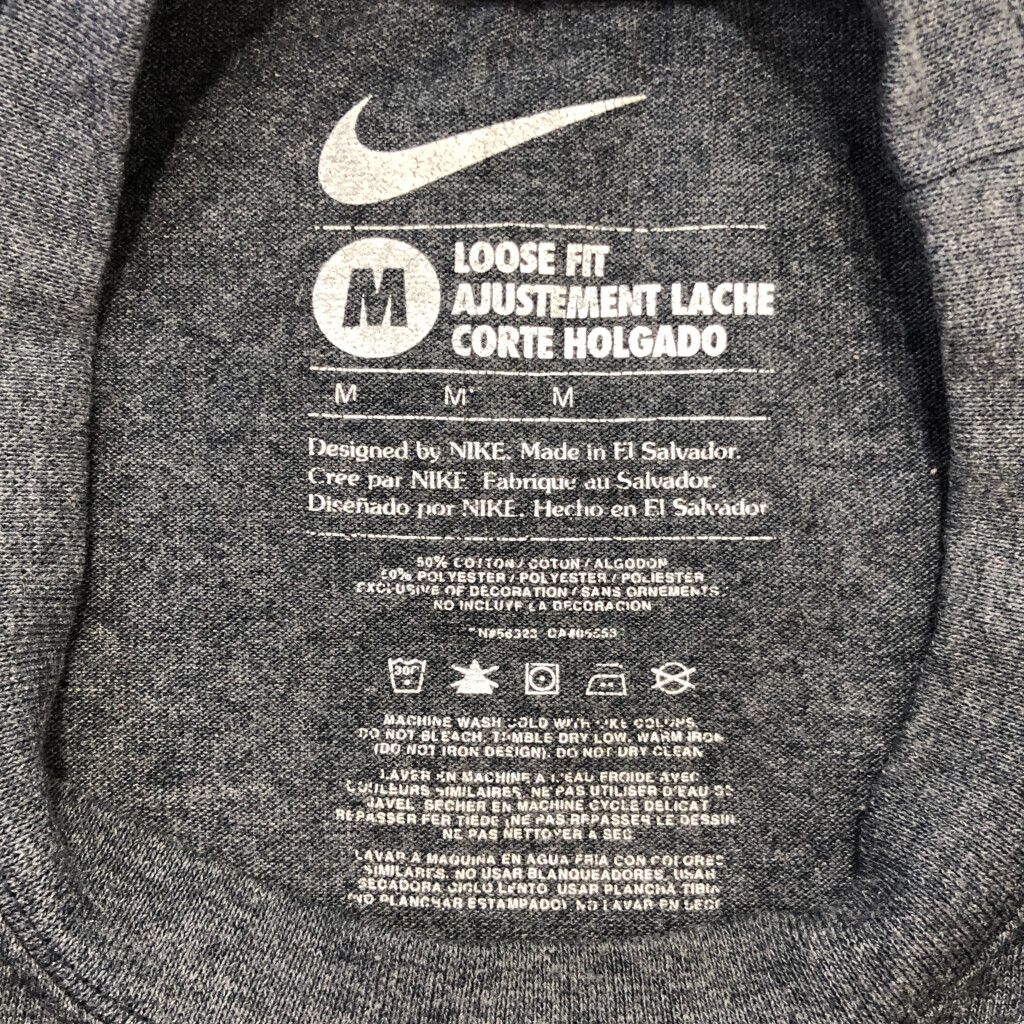 M
LOOSE FIT
AJUSTEMENT LACHE
CORTE HOLGADO
M M M
Designed by NIKE. Made in El Salvador.
Cree par NIKE. Fabrique au Salvador.
Diseñado por NIKE. Hecho en El Salvador
50% COTTON / COTON / ALGODON
50% POLYESTER / POLYESTER / POLIESTER
EXCLUSIVE OF DECORATION / SANS ORNEMENTS
NO INCLUYE LA DECORACION
30
MACHINE WASH COLD WITH LIKE COLORS,
DO NOT BLEACH, TUMBLE DRY LOW, WARM IRON
(DO NOT IRON DESIGN). DO NOT DRY CLEAN
LAVER EN MACHINE A L'EAU FROIDE AVEC
COULEURS SIMILAIRES, NE PAS UTILISER D'EAU DE
JAVEL. SECHER EN MACHINE CYCLE DELICAT
REPASSER FER TIEDE (NE PAS REPASSER LE DESSIN
NE PAS NETTOYER A SEC.
LAVAR A MAQUINA EN AGUA FRIA CON COLORES
SIMILARES. NO USAR BLANQUEADORES, USAR
SECADORA CICLO LENTO. USAR PLANCHA TIBIA
(NO PLANCHAR ESTAMPADO) NO LAVAR EN SECO